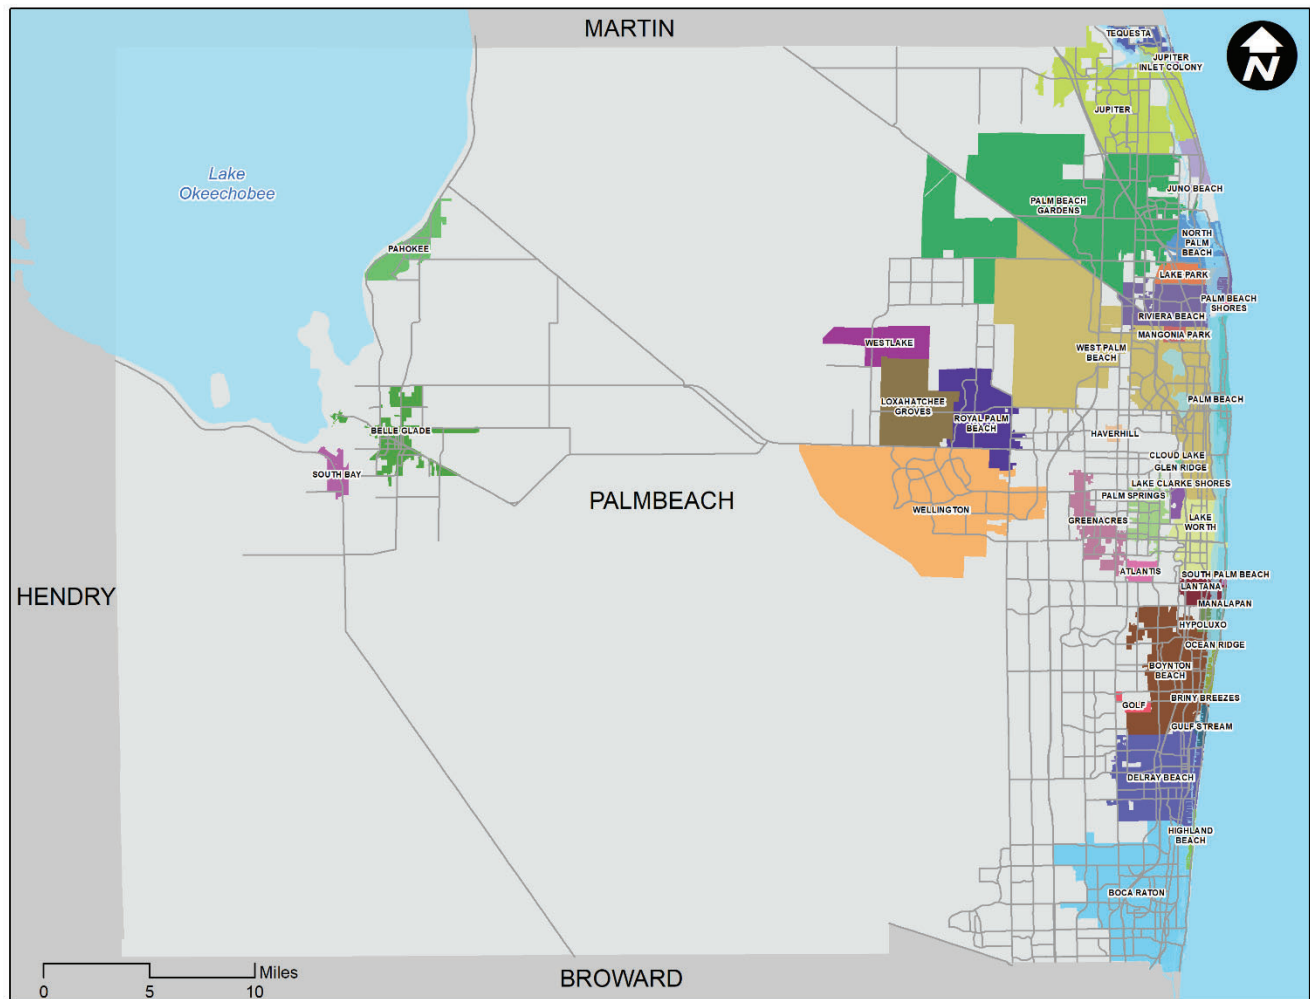 MARTIN
N
TEQUESTA
JUPITER
INLET COLONY
JUPITER
Lake
Okeechobee
JUNO BEACH
PALM BEACH
GARDENS
PAHOKEE
NORTH
PALM
BEACH
LAKE PARK
PALM BEACH
SHORES
RIVIERA BEACH
MANGONIA PARK
WESTLAKE
WEST PALM
BEACH
LOXAHATCHEE
GROVES
PALM BEACH
ROYAL PALM
BEACH
BELLE GLADE
HAVERHILL
CLOUD LAKE
GLEN RIDGE
SOUTH BAY
LAKE CLARKE SHORES
PALM SPRINGS
PALMBEACH
WELLINGTON
GREENACRES
LAKE
WORTH
ATLANTIS
SOUTH PALM BEACH
LANTANA
HENDRY
MANALAPAN
HYPOLUXO
OCEAN RIDGE
BOYNTON
BEACH
BRINY BREEZES
GOLF
GULF STREAM
DELRAY BEACH
HIGHLAND
BEACH
BOCA RATON
Miles
0
5
10
BROWARD